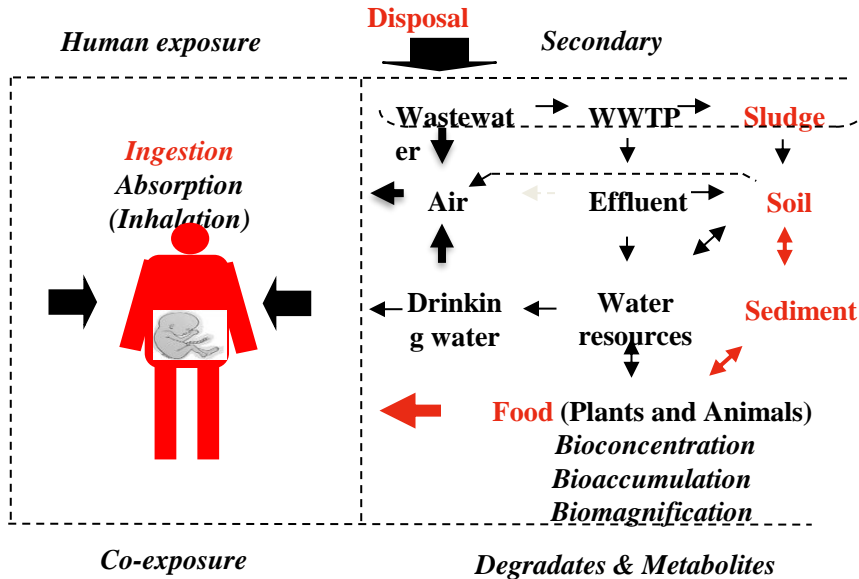 Disposal
Human exposure
Secondary
Wastewat
er
WWTP
Sludge
Ingestion
Absorption
(Inhalation)
Air
Effluent
Soil
Drinkin
g water
Water
resources
Sediment
Food (Plants and Animals)
Bioconcentration
Bioaccumulation
Biomagnification
Co-exposure
Degradates & Metabolites